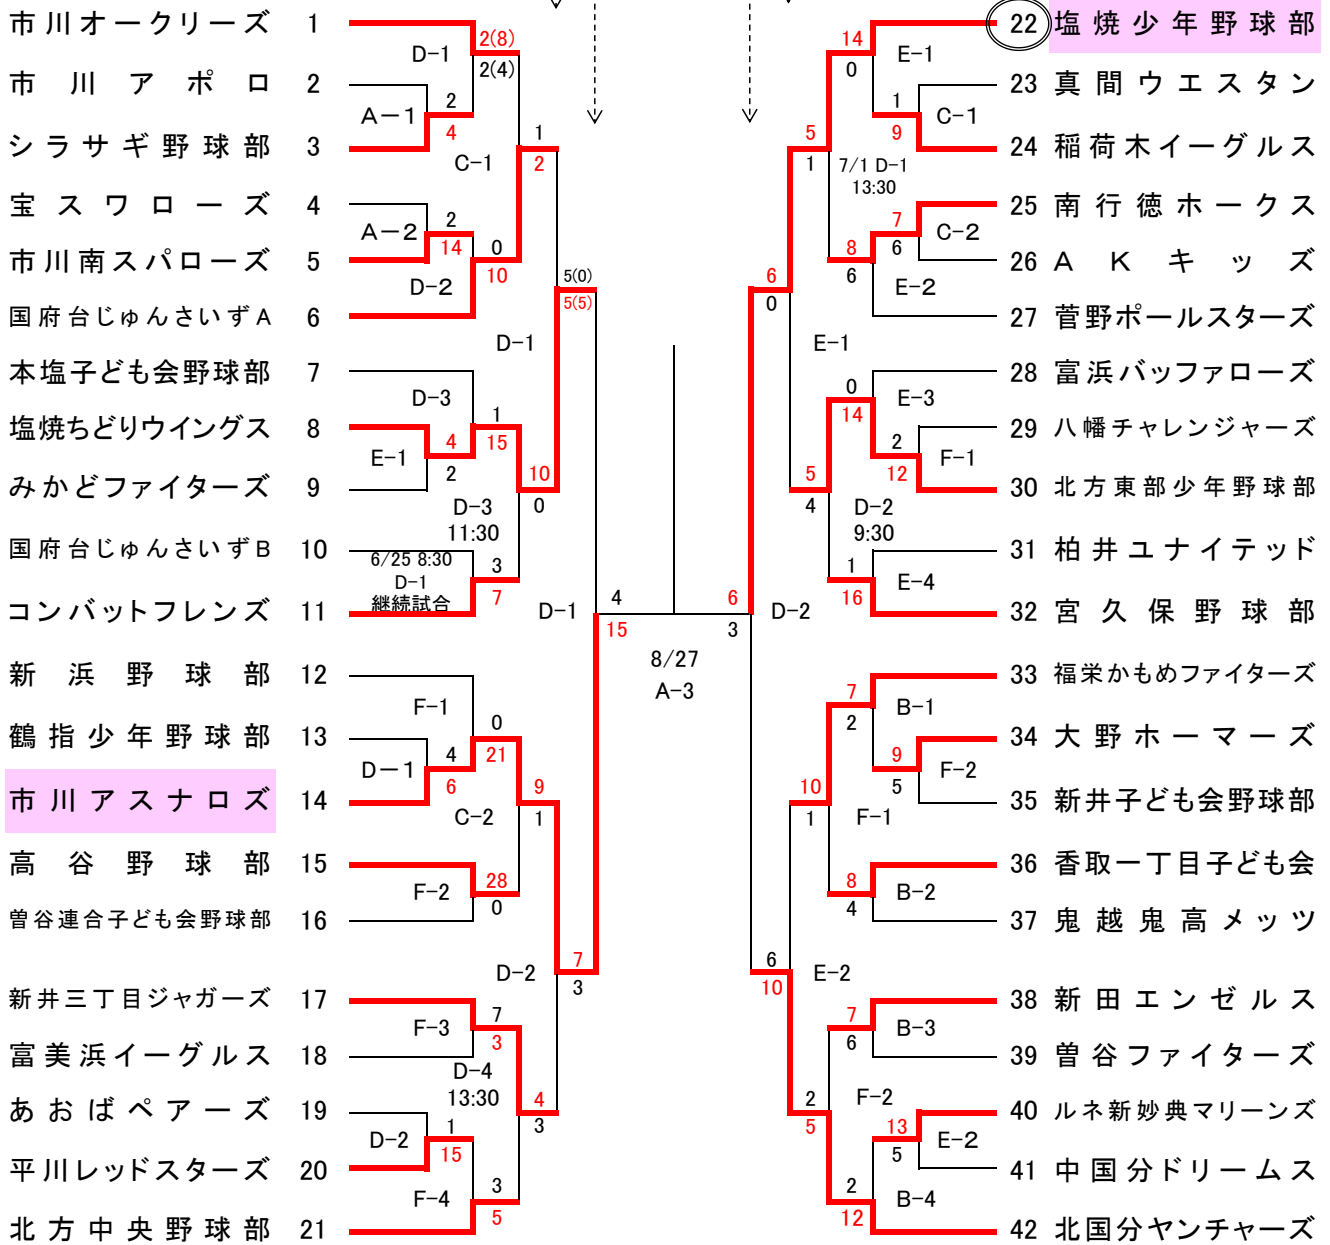 市川オークリーズ 1
市川アポロ 2
シラサギ野球部 3
宝スワローズ 4
市川南スパローズ 5
国府台じゅんさいずA 6
本塩子ども会野球部 7
塩焼ちどりウイングス 8
みかどファイターズ 9
国府台じゅんさいずB 10
コンバットフレンズ 11
新浜野球部 12
鶴指少年野球部 13
市川アスナロズ 14
高谷野球部 15
曽谷連合子ども会野球部 16
新井三丁目ジャガーズ 17
富美浜イーグルス 18
あおばペアーズ 19
平川レッドスターズ 20
北方中央野球部 21
D-1
2(8)
2(4)
A-1
2
4
C-1
1
2
A-2
2
14
D-2
0
10
D-1
5(0)
5(5)
D-3
1
15
E-1
4
2
D-3
11:30
10
0
6/25 8:30
D-1
継続試合
3
7
D-1
4
15
F-1
0
21
D-1
4
6
C-2
9
1
F-2
28
0
D-2
7
3
F-3
7
3
D-4
13:30
4
3
D-2
1
15
F-4
3
5
8/27
A-3
6
3
D-2
14
0
E-1
1
9
C-1
5
1
7/1 D-1
13:30
7
6
C-2
8
6
E-2
6
0
E-1
0
14
E-3
2
12
F-1
5
4
D-2
9:30
1
16
E-4
7
2
B-1
9
5
F-2
10
1
F-1
8
4
B-2
6
10
E-2
7
6
B-3
2
5
F-2
13
5
E-2
2
12
B-4
22 塩焼少年野球部
23 真間ウエスタン
24 稲荷木イーグルス
25 南行徳ホークス
26 AKキッズ
27 菅野ポールスターズ
28 富浜バッファローズ
29 八幡チャレンジャーズ
30 北方東部少年野球部
31 柏井ユナイテッド
32 宮久保野球部
33 福栄かもめファイターズ
34 大野ホーマーズ
35 新井子ども会野球部
36 香取一丁目子ども会
37 鬼越鬼高メッツ
38 新田エンゼルス
39 曽谷ファイターズ
40 ルネ新妙典マリーンズ
41 中国分ドリームス
42 北国分ヤンチャーズ